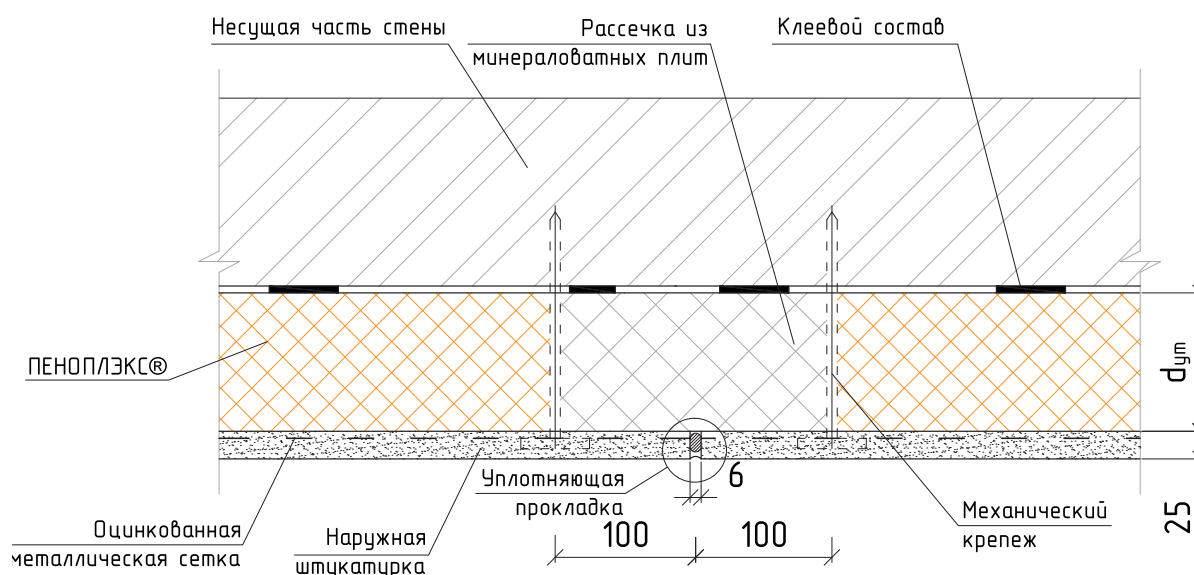 Несущая часть стены
Рассечка из
минераловатных плит
Клеевой состав
ПЕНОПЛЭКС®
dут
Уплотняющая
прокладка
6
Оцинкованная
металлическая сетка
Наружная
штукатурка
100
100
Механический
крепеж
25